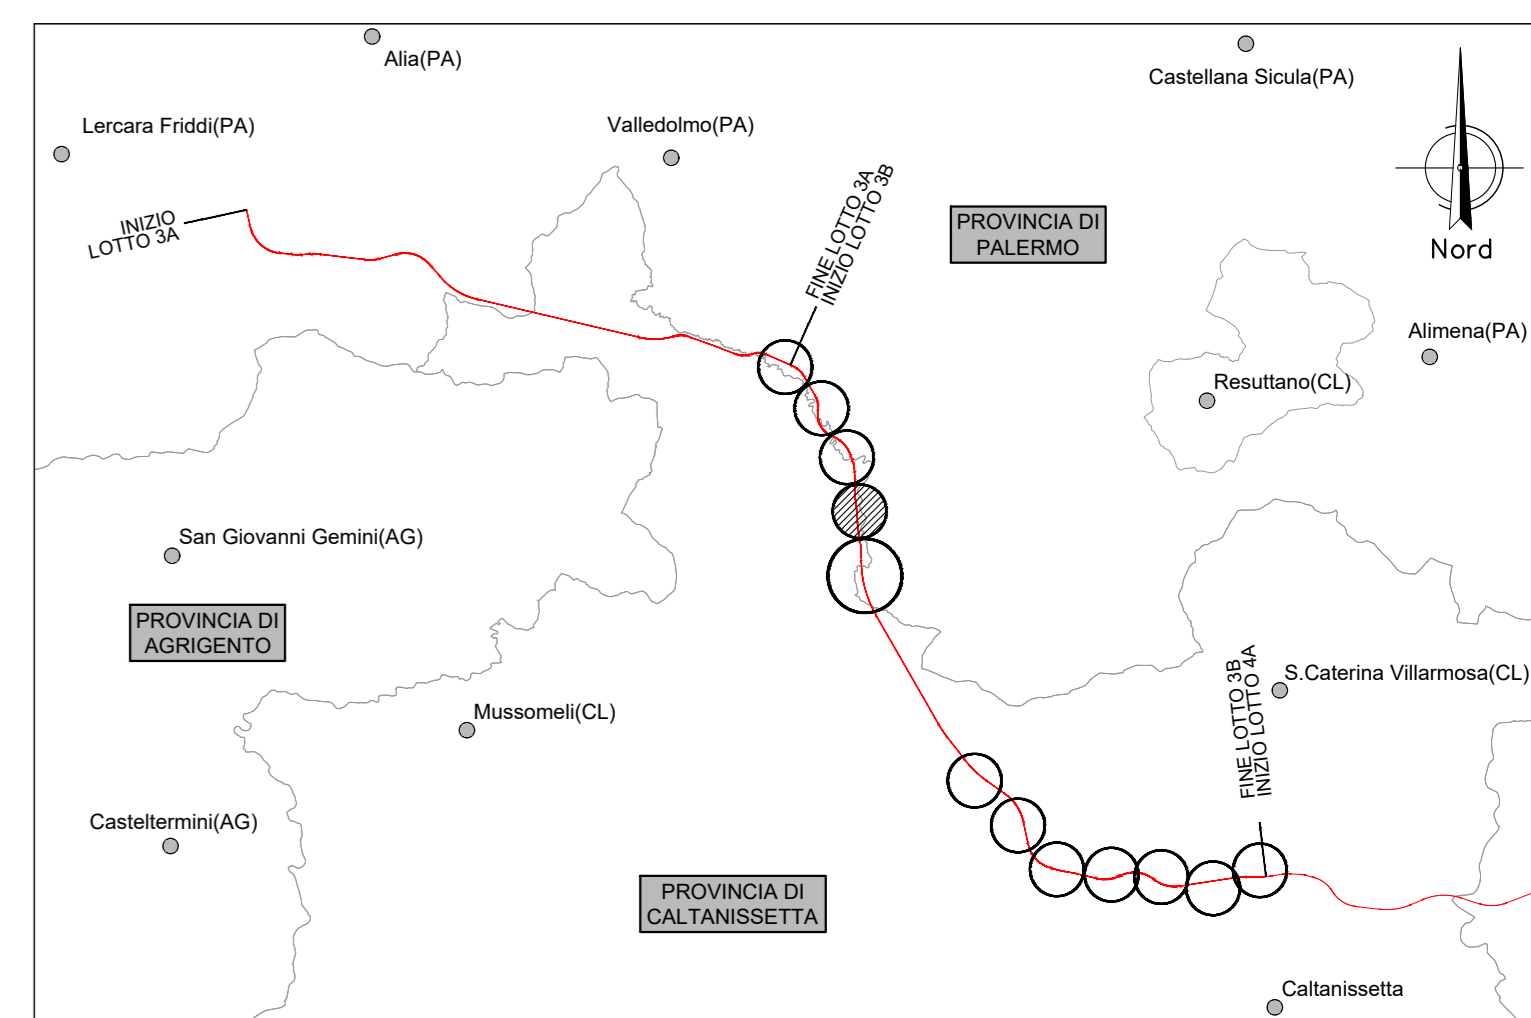 Alia(PA)
Castellana Sicula(PA)
Lercara Friddi(PA)
Valledolmo(PA)
INIZIO
LOTTO 3A
FINE LOTTO 3A
INIZIO LOTTO 3B
PROVINCIA DI
PALERMO
Nord
Alimena(PA)
Resuttano(CL)
San Giovanni Gemini(AG)
PROVINCIA DI
AGRIGENTO
FINE LOTTO 3B
INIZIO LOTTO 4A
S.Caterina Villarmosa(CL)
Mussomeli(CL)
Casteltermini(AG)
PROVINCIA DI
CALTANISSETTA
Caltanissetta